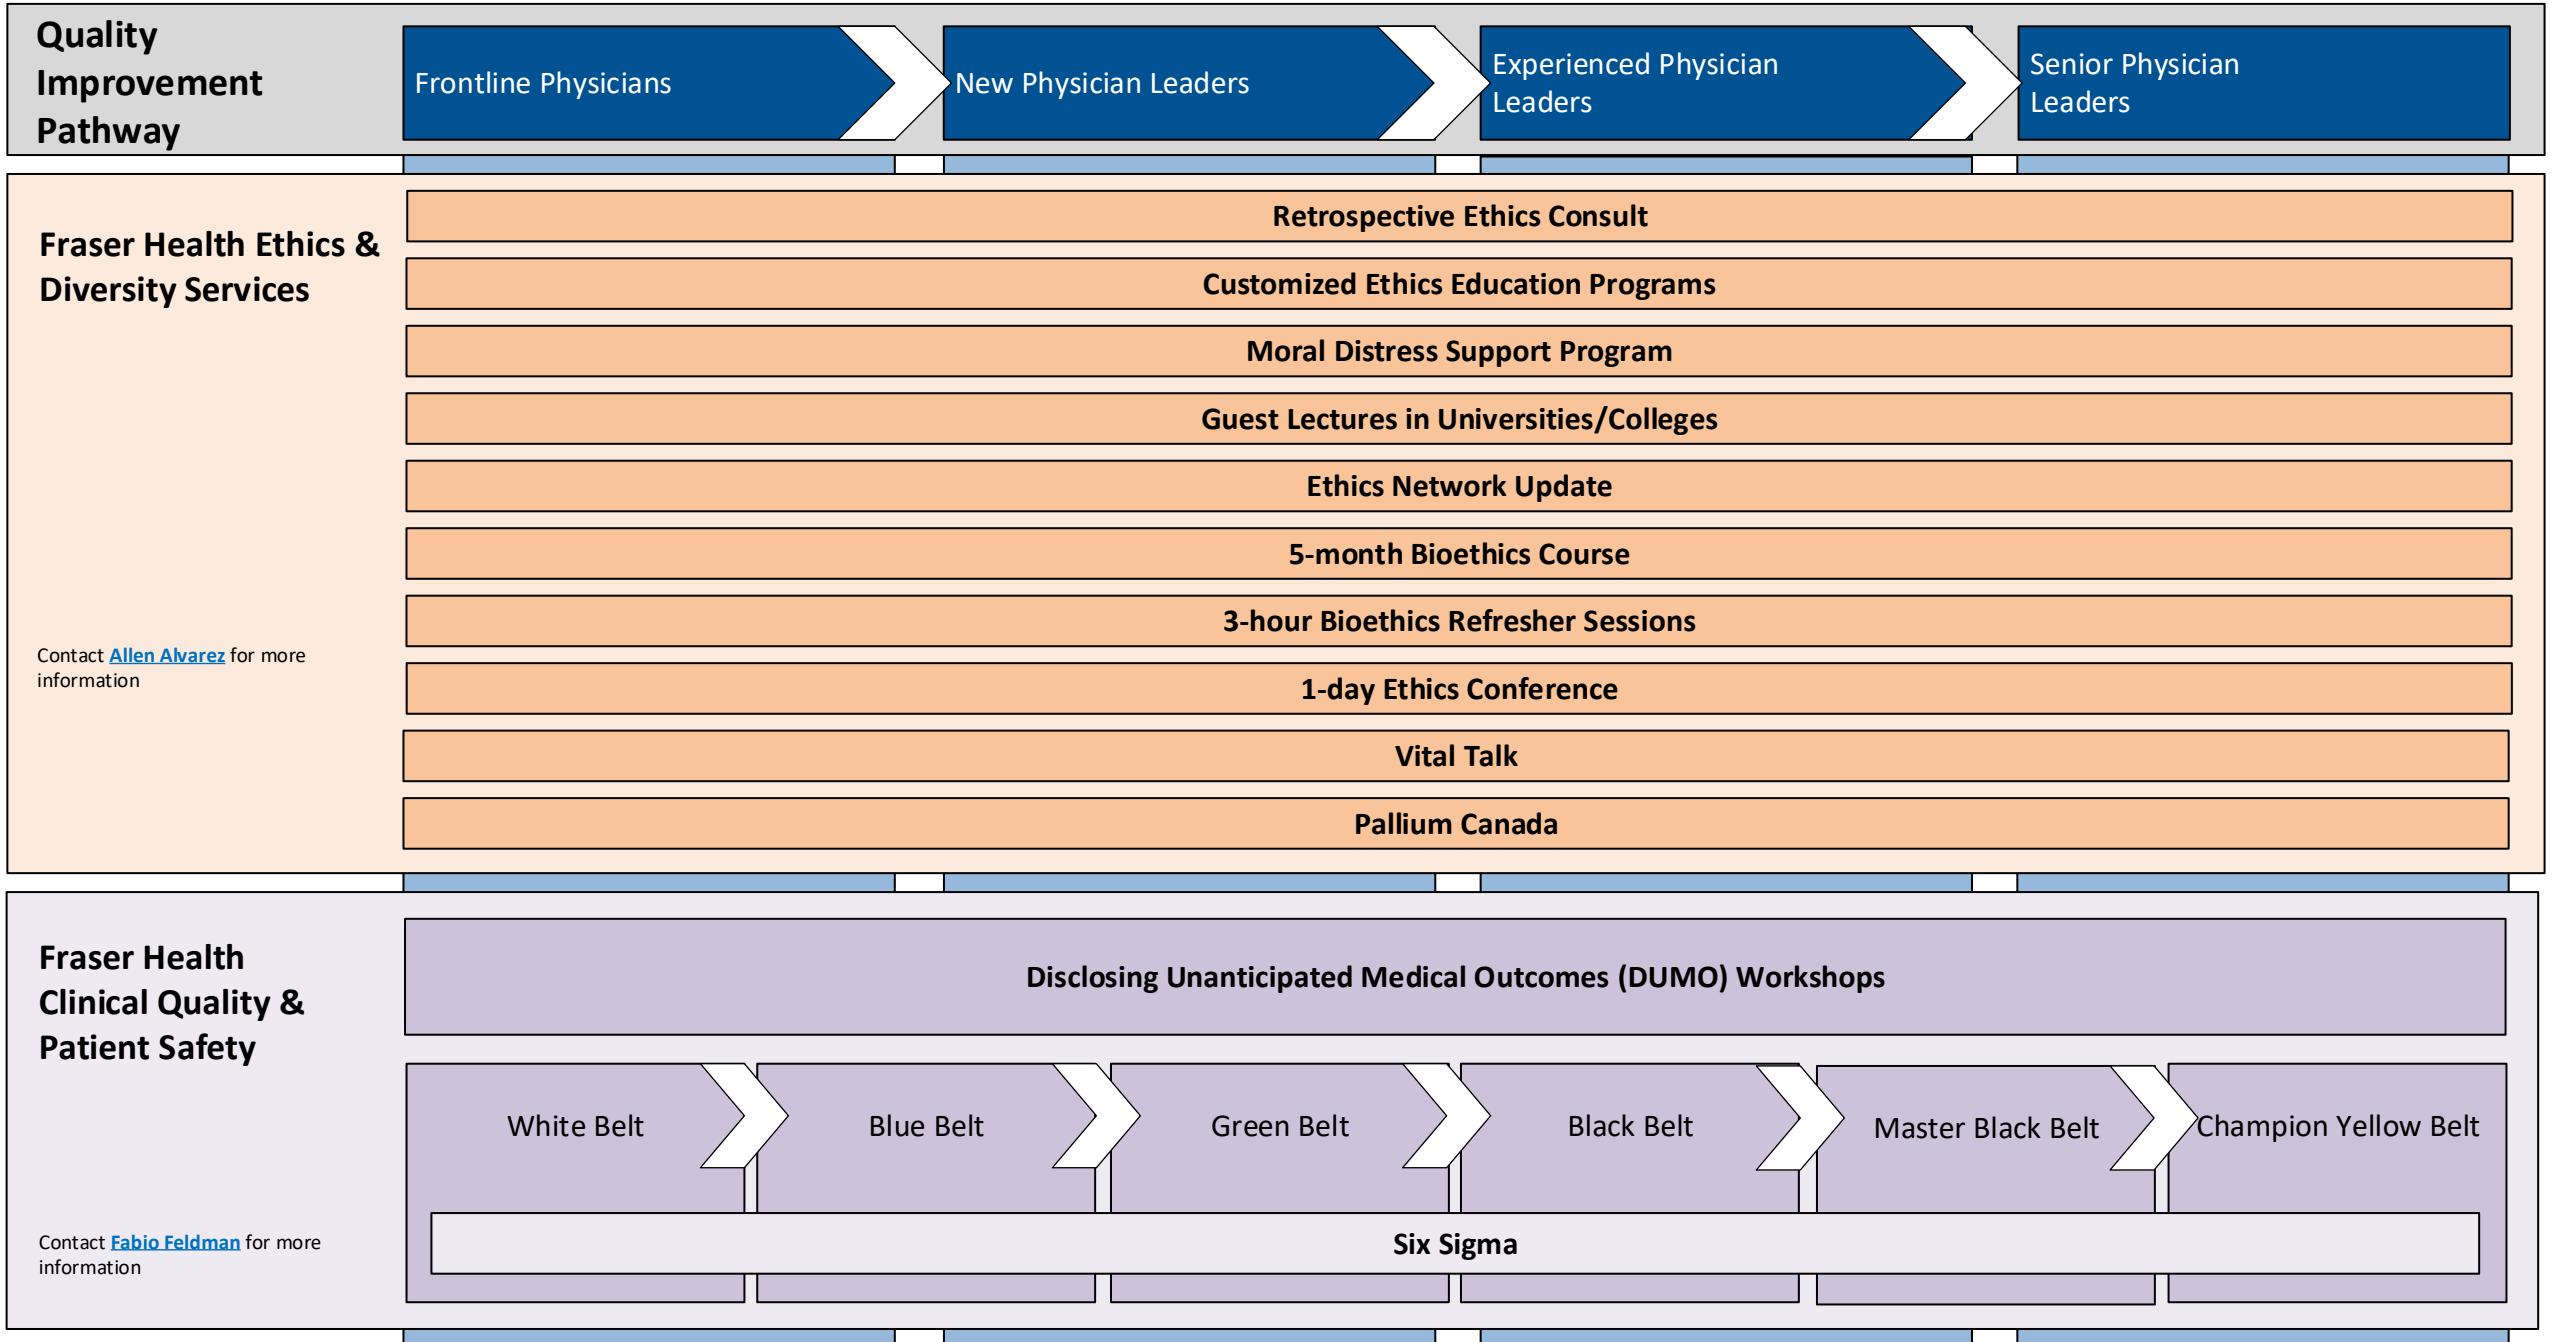 Quality
Improvement
Pathway
Frontline Physicians
New Physician Leaders
Experienced Physician
Leaders
Senior Physician
Leaders
Fraser Health Ethics &
Diversity Services
Contact Allen Alvarez for more
information
Retrospective Ethics Consult
Customized Ethics Education Programs
Moral Distress Support Program
Guest Lectures in Universities/Colleges
Ethics Network Update
5-month Bioethics Course
3-hour Bioethics Refresher Sessions
1-day Ethics Conference
Vital Talk
Pallium Canada
Fraser Health
Clinical Quality &
Patient Safety
Contact Fabio Feldman for more
information
Disclosing Unanticipated Medical Outcomes (DUMO) Workshops
White Belt
Blue Belt
Green Belt
Black Belt
Master Black Belt
Champion Yellow Belt
Six Sigma